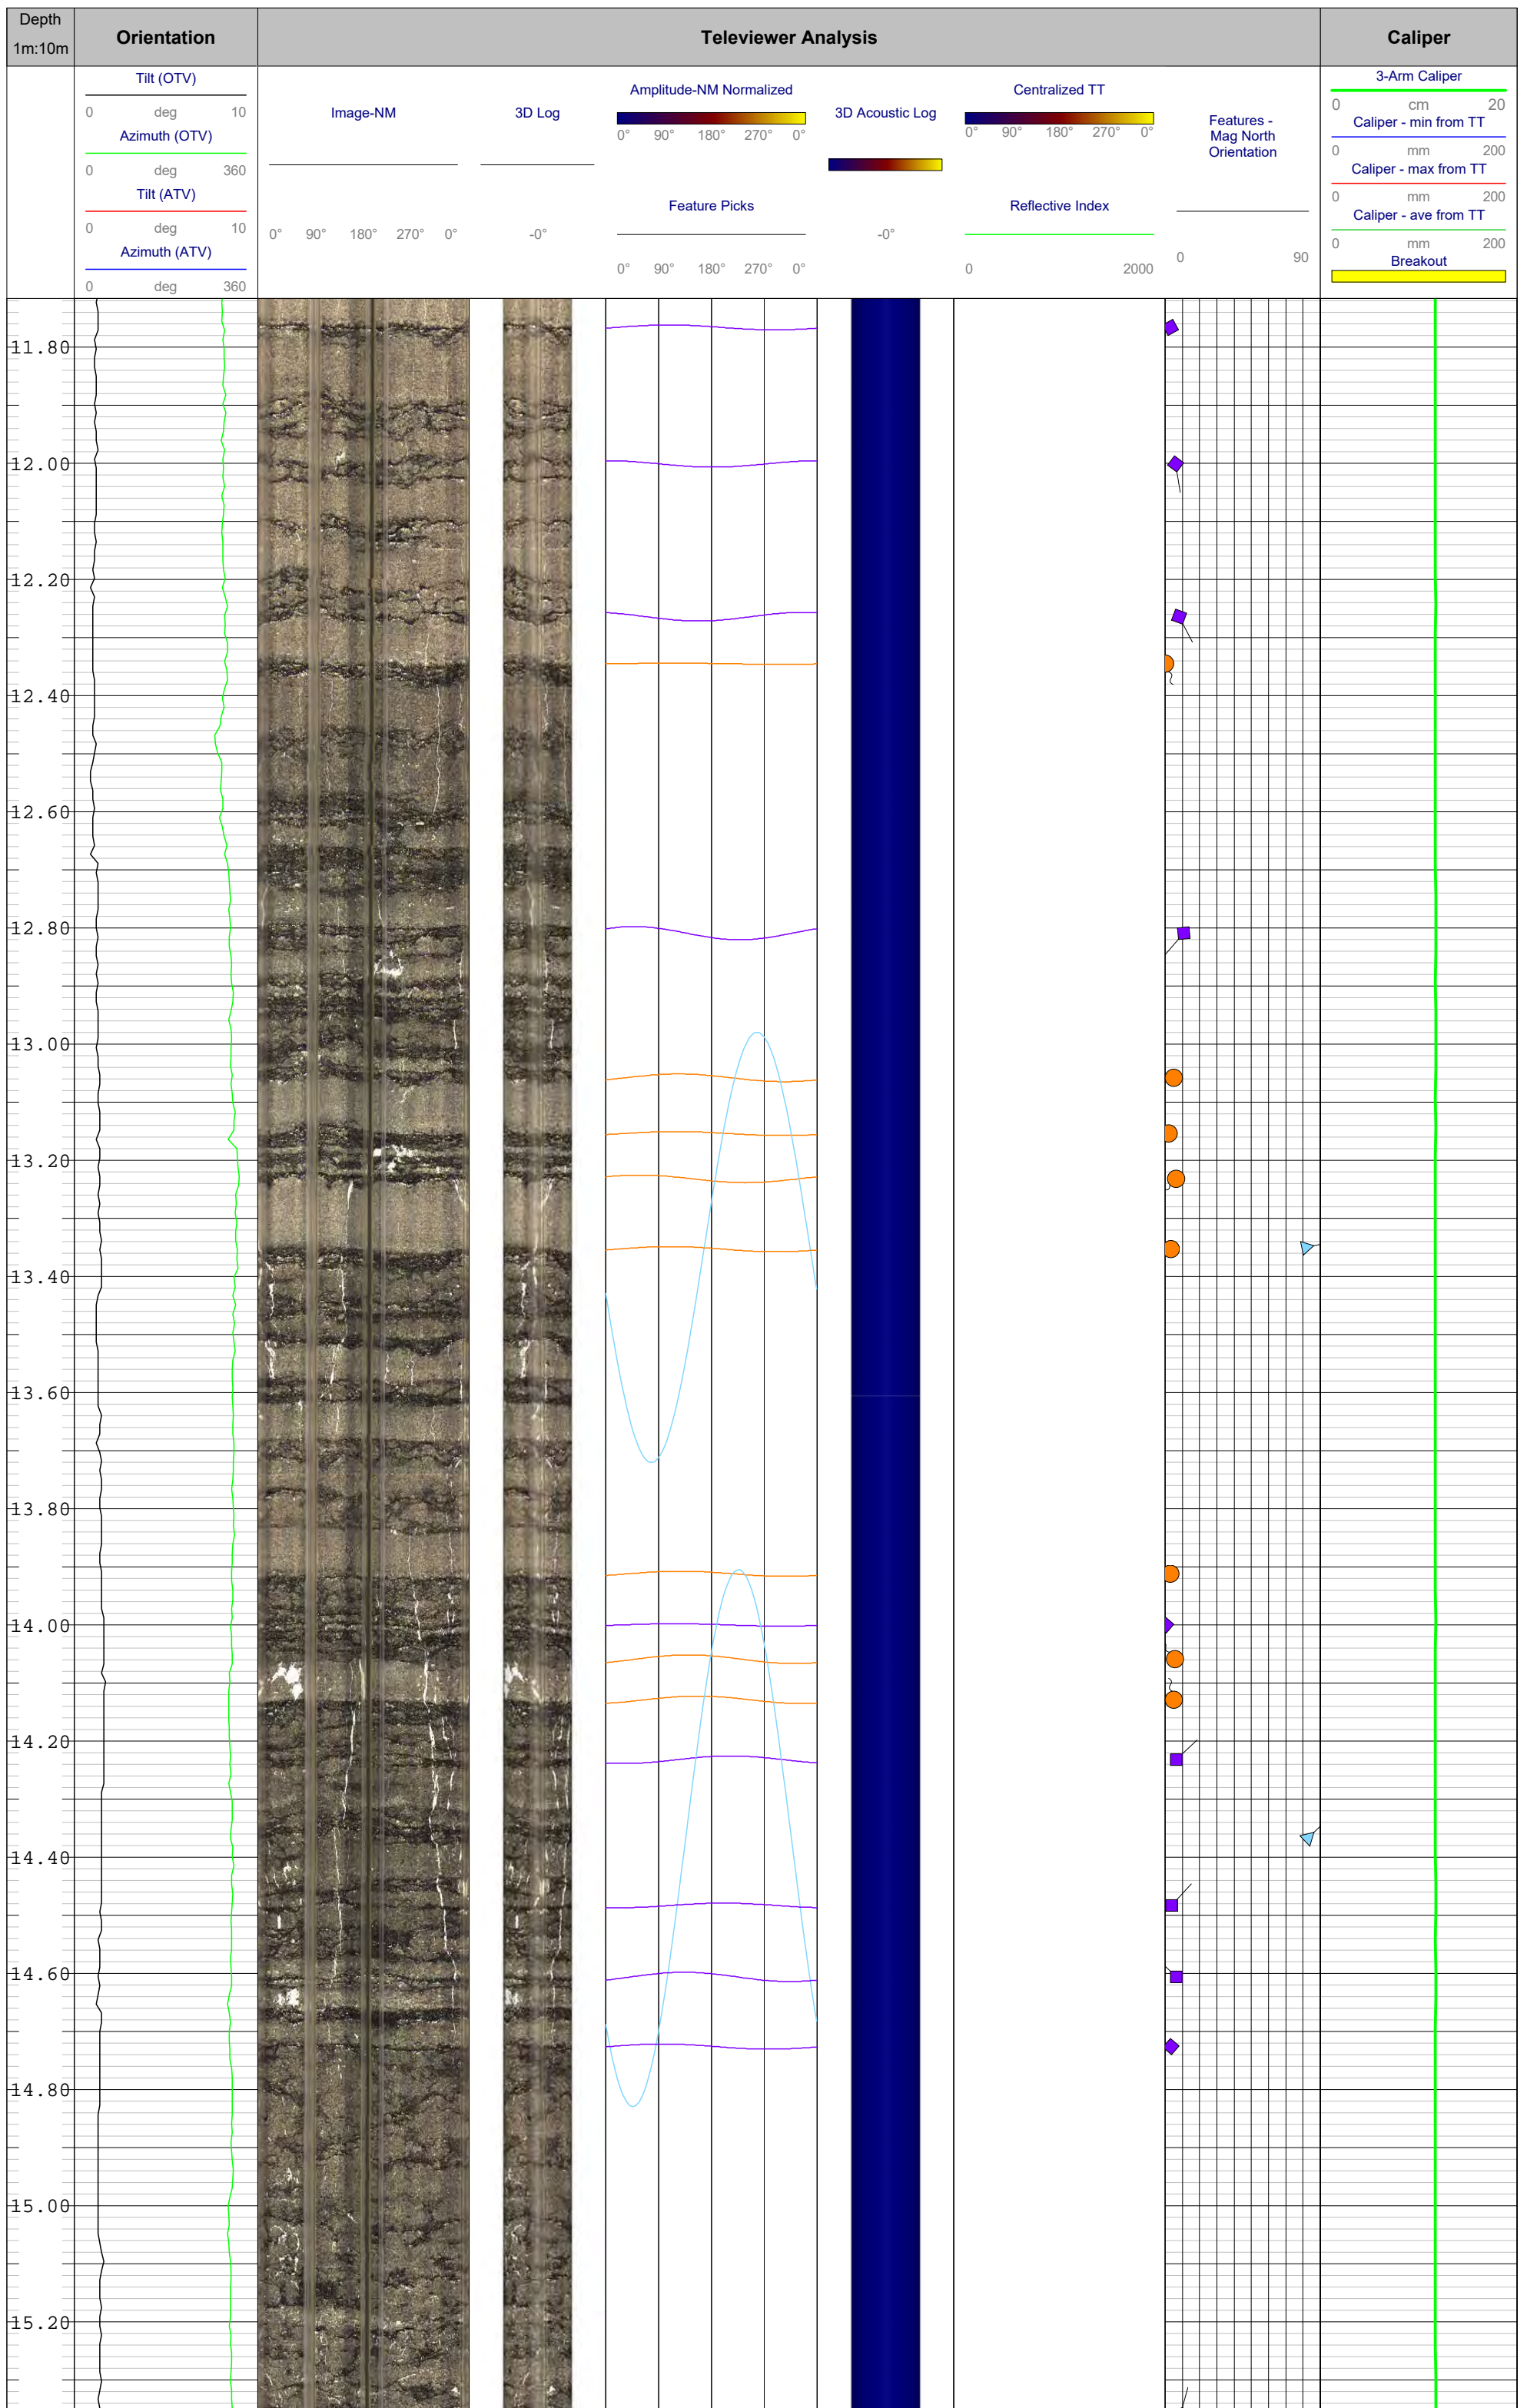 Depth
1m:10m
Orientation
Televiewer Analysis
Caliper
Tilt (OTV)
0 deg 10
Azimuth (OTV)
0 deg 360
Tilt (ATV)
0 deg 10
Azimuth (ATV)
0 deg 360
Image-NM
0° 90° 180° 270° 0°
3D Log
-0°
Amplitude-NM Normalized
0° 90° 180° 270° 0°
Feature Picks
0° 90° 180° 270° 0°
3D Acoustic Log
-0°
Centralized TT
0° 90° 180° 270° 0°
Reflective Index
0 2000
Features -
Mag North
Orientation
0 90
3-Arm Caliper
0 cm 20
Caliper - min from TT
0 mm 200
Caliper - max from TT
0 mm 200
Caliper - ave from TT
0 mm 200
Breakout
11.80
12.00
12.20
12.40
12.60
12.80
13.00
13.20
13.40
13.60
13.80
14.00
14.20
14.40
14.60
14.80
15.00
15.20